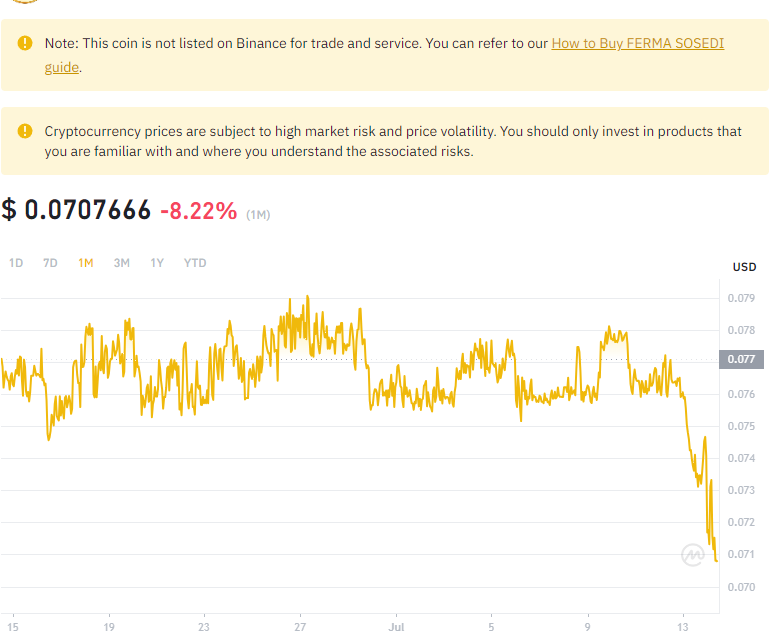 Note: This coin is not listed on Binance for trade and service. You can refer to our How to Buy FERMA SOSEDI
guide.
Cryptocurrency prices are subject to high market risk and price volatility. You should only invest in products that
you are familiar with and where you understand the associated risks.
$ 0.0707666 -8.22% (1M)
1D 7D 1M 3M 1Y YTD
USD
0.079
0.078
0.077
0.076
0.075
0.074
0.073
0.072
0.071
0.070
15 19 23 27 Jul 5 9 13